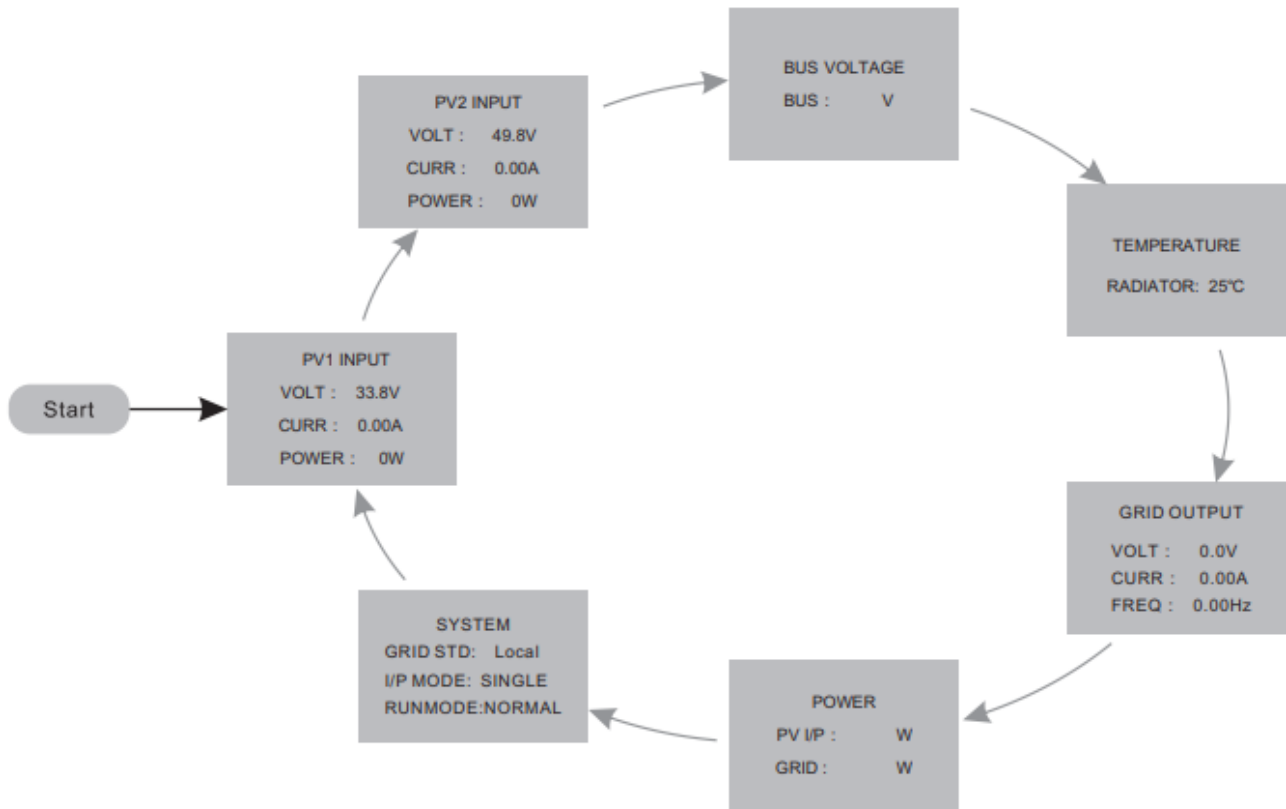 Start
PV1 INPUT
VOLT : 33.8V
CURR : 0.00A
POWER : 0W
PV2 INPUT
VOLT : 49.8V
CURR : 0.00A
POWER : 0W
BUS VOLTAGE
BUS : V
TEMPERATURE
RADIATOR: 25℃
GRID OUTPUT
VOLT : 0.0V
CURR : 0.00A
FREQ : 0.00Hz
POWER
PV I/P : W
GRID : W
SYSTEM
GRID STD: Local
I/P MODE: SINGLE
RUNMODE:NORMAL